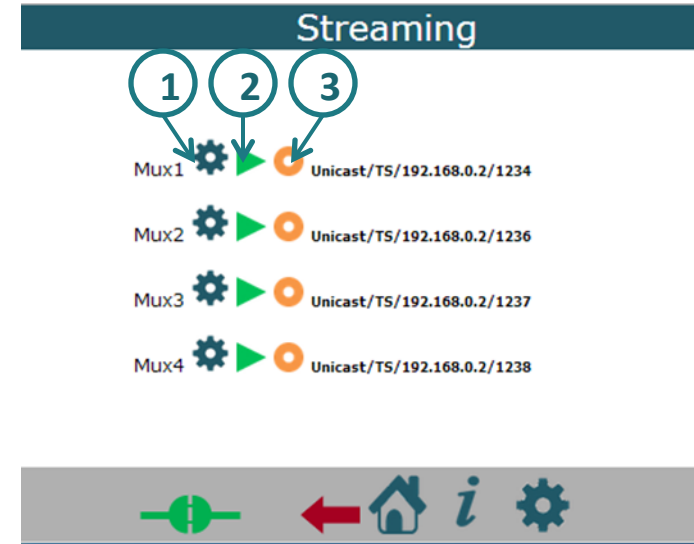 Streaming
1 2 3
Mux1 Unicast/TS/192.168.0.2/1234
Mux2 Unicast/TS/192.168.0.2/1236
Mux3 Unicast/TS/192.168.0.2/1237
Mux4 Unicast/TS/192.168.0.2/1238
i